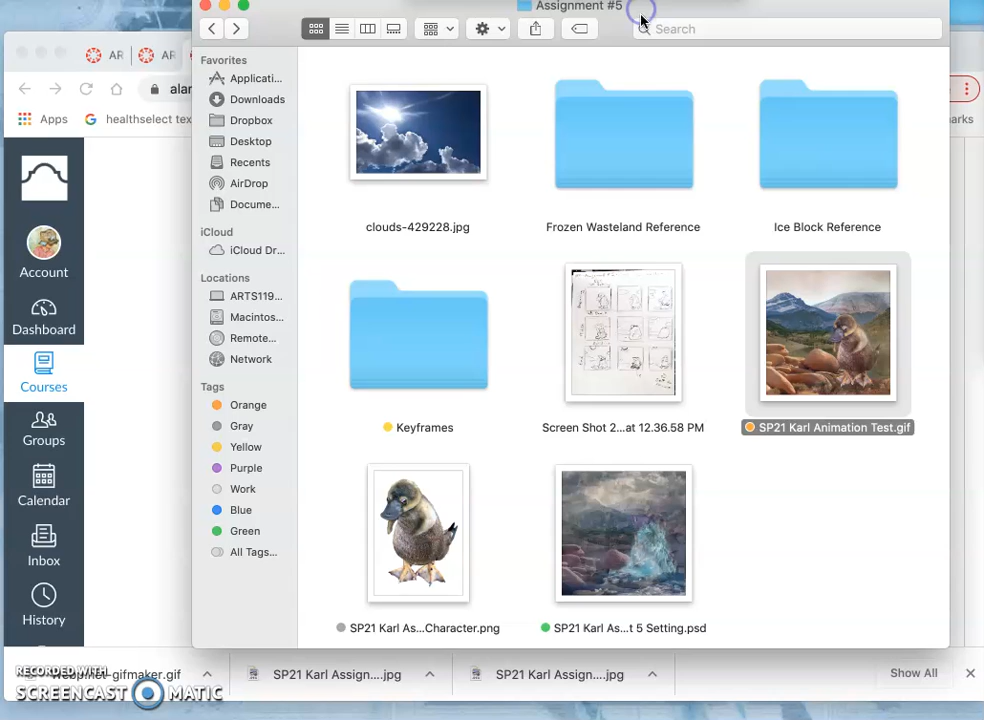 Assignment #5
Search
AR
AR
alar
Apps
healthselect tex
marks
Account
Dashboard
Courses
Groups
Calendar
Inbox
History
Favorites
Applicati...
Downloads
Dropbox
Desktop
Recents
AirDrop
Docume...
iCloud
iCloud Dr...
Locations
ARTS119...
Macintos...
Remote...
Network
Tags
Orange
Gray
Yellow
Purple
Work
Blue
Green
All Tags...
clouds-429228.jpg
Frozen Wasteland Reference
Ice Block Reference
Keyframes
Screen Shot 2...at 12.36.58 PM
SP21 Karl Animation Test.gif
SP21 Karl As...Character.png
SP21 Karl As...t 5 Setting.psd
SP21 Karl Assign....jpg
SP21 Karl Assign....jpg
Show All
RECORDED WITH
SCREENCAST MATIC